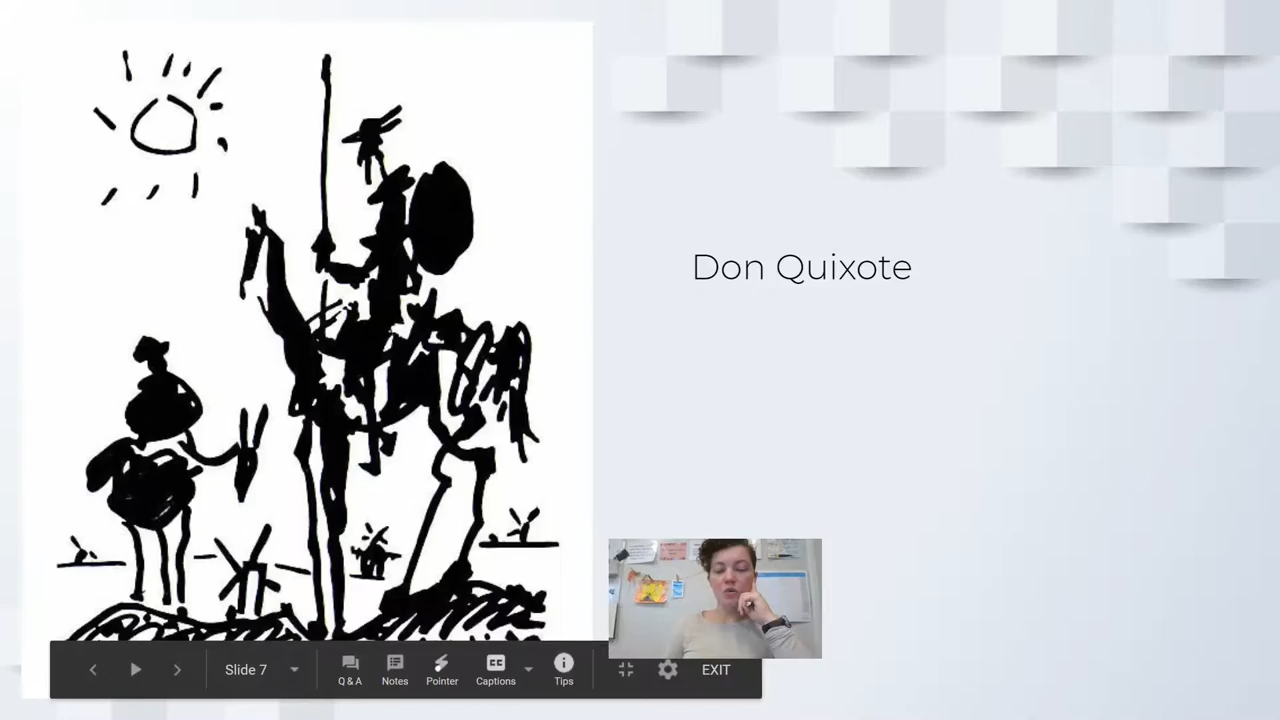 Don Quixote
Slide 7
Q & A
Notes
Pointer
Captions
Tips
EXIT